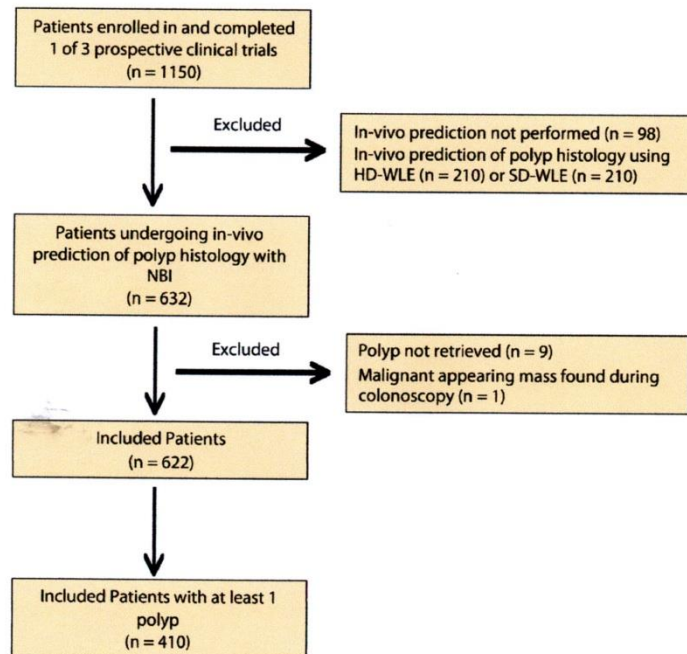 Patients enrolled in and completed
1 of 3 prospective clinical trials
(n = 1150)
Excluded
In-vivo prediction not performed (n = 98)
In-vivo prediction of polyp histology using
HD-WLE (n = 210) or SD-WLE (n = 210)
Patients undergoing in-vivo
prediction of polyp histology with
NBI
(n = 632)
Excluded
Polyp not retrieved (n = 9)
Malignant appearing mass found during
colonoscopy (n = 1)
Included Patients
(n = 622)
Included Patients with at least 1
polyp
(n = 410)